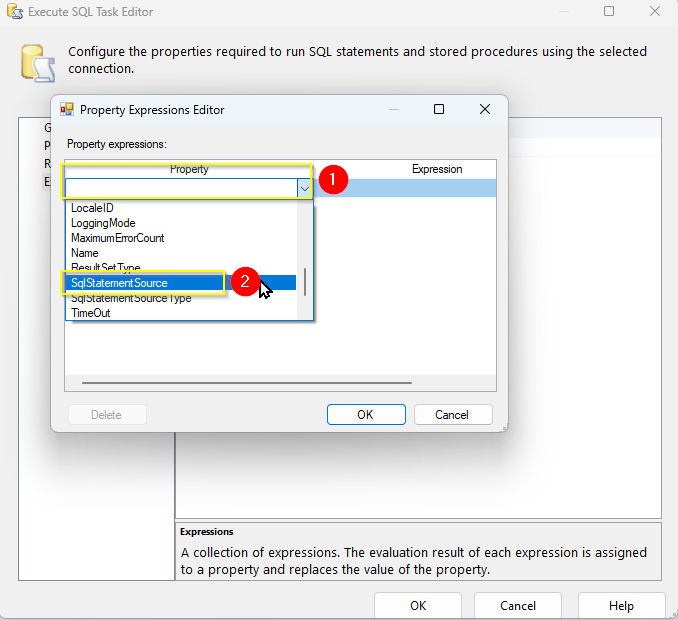 Execute SQL Task Editor
Configure the properties required to run SQL statements and stored procedures using the selected
connection.
Property Expressions Editor
Property expressions:
Property
Expression
1
LocaleID
LoggingMode
MaximumErrorCount
Name
ResultSetType
SqlStatementSource
2
SqlStatementSourceType
TimeOut
Delete
OK
Cancel
Expressions
A collection of expressions. The evaluation result of each expression is assigned
to a property and replaces the value of the property.
OK
Cancel
Help